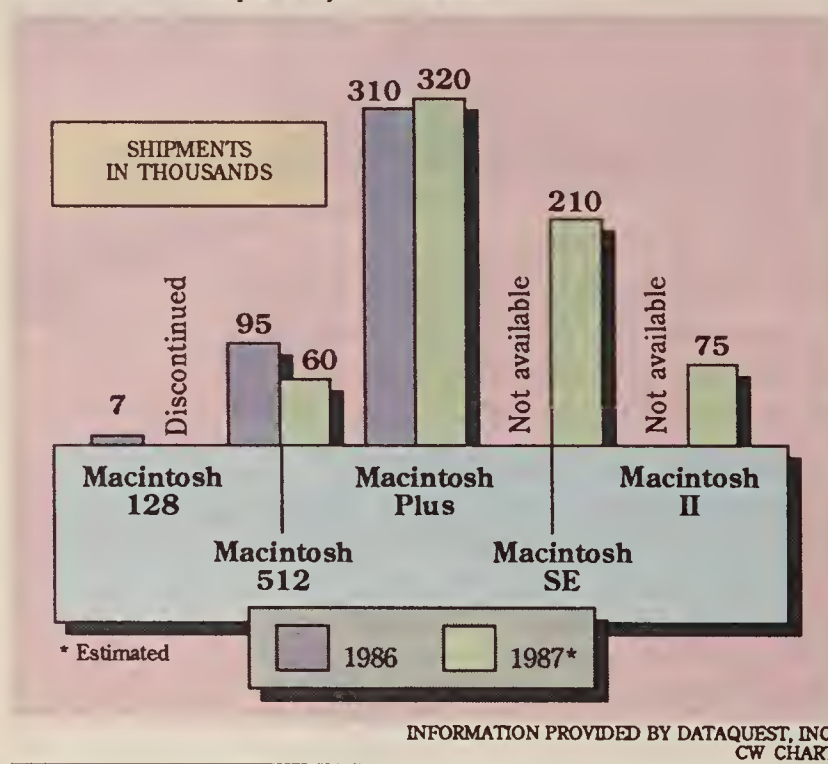 310 320
SHIPMENTS
IN THOUSANDS
210
Discontinued
95
60
Not available
Not available
75
7
Macintosh
128
Macintosh
Plus
Macintosh
II
Macintosh
512
Macintosh
SE
* Estimated
1986
1987*
INFORMATION PROVIDED BY DATAQUEST, INC
CW CHART